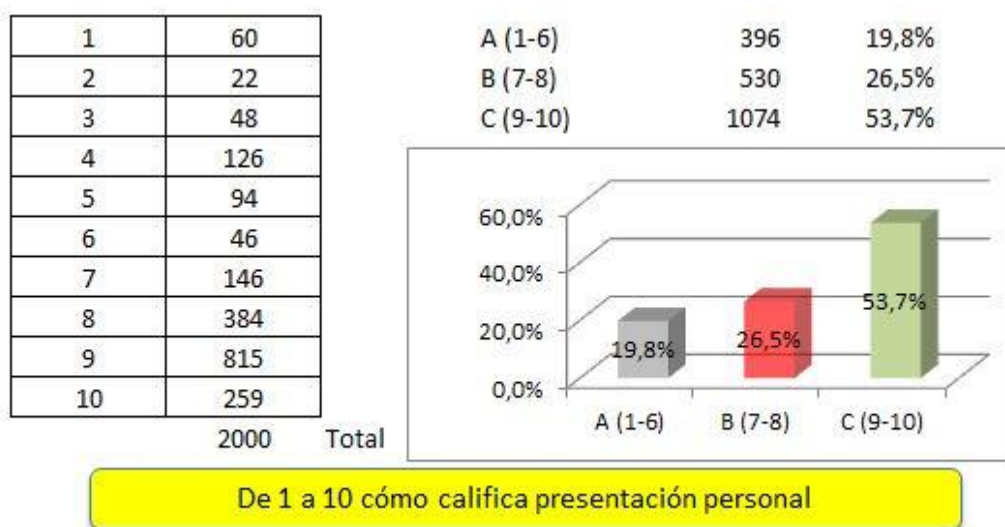 1 60
2 22
3 48
4 126
5 94
6 46
7 146
8 384
9 815
10 259
2000 Total
A (1-6) 396 19,8%
B (7-8) 530 26,5%
C (9-10) 1074 53,7%
60,0%
40,0%
20,0%
0,0%
19,8%
26,5%
53,7%
A (1-6) B (7-8) C (9-10)
De 1 a 10 cómo califica presentación personal